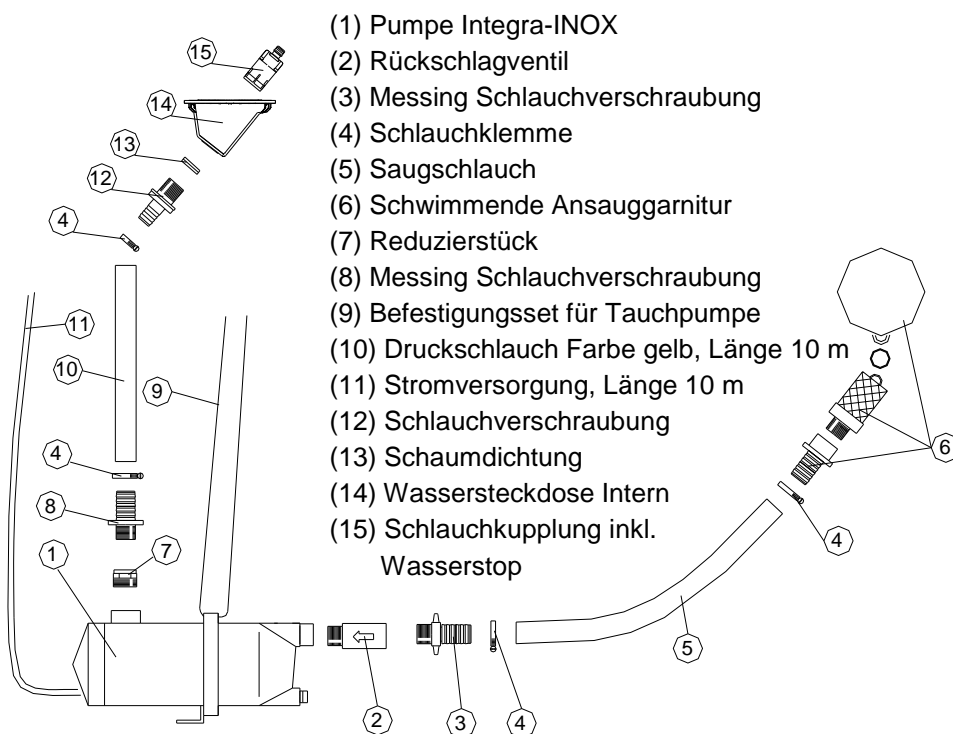 (1) Pumpe Integra-INOX
(2) Rückschlagventil
(3) Messing Schlauchverschraubung
(4) Schlauchklemme
(5) Saugschlauch
(6) Schwimmende Ansauggarnitur
(7) Reduzierstück
(8) Messing Schlauchverschraubung
(9) Befestigungsset für Tauchpumpe
(10) Druckschlauch Farbe gelb, Länge 10 m
(11) Stromversorgung, Länge 10 m
(12) Schlauchverschraubung
(13) Schaumdichtung
(14) Wassersteckdose Intern
(15) Schlauchkupplung inkl.
Wasserstop
15
14
13
12
4
11
10
9
4
8
1
7
6
4
5
2
3
4